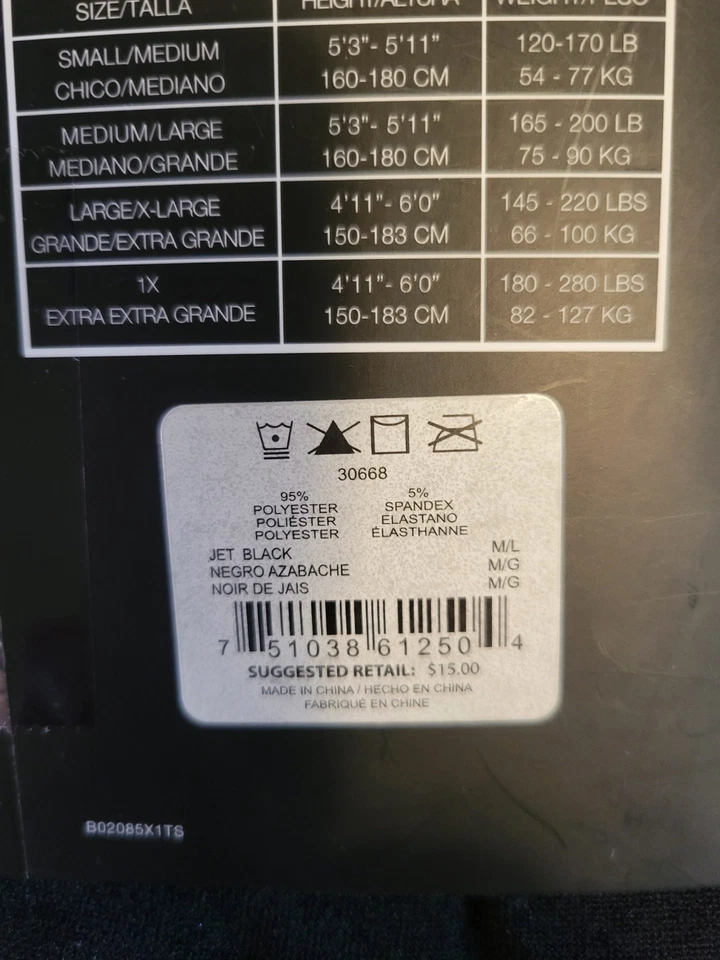 SIZE/TALLA HEIGHT/ALTURA WEIGHT/PESO
SMALL/MEDIUM 5'3"- 5'11" 120-170 LB
CHICO/MEDIANO 160-180 CM 54 - 77 KG
MEDIUM/LARGE 5'3"- 5'11" 165 - 200 LB
MEDIANO/GRANDE 160-180 CM 75 - 90 KG
LARGE/X-LARGE 4'11"- 6'0" 145 - 220 LBS
GRANDE/EXTRA GRANDE 150-183 CM 66 - 100 KG
1X 4'11"- 6'0" 180 - 280 LBS
EXTRA EXTRA GRANDE 150-183 CM 82 - 127 KG
30668
95% 5%
POLYESTER SPANDEX
POLIÉSTER ELASTANO
POLYESTER ÉLASTHANNE
JET BLACK M/L
NEGRO AZABACHE M/G
NOIR DE JAIS M/G
7 51038 61250 4
SUGGESTED RETAIL: $15.00
MADE IN CHINA / HECHO EN CHINA
FABRIQUÉ EN CHINE
B02085X1TS